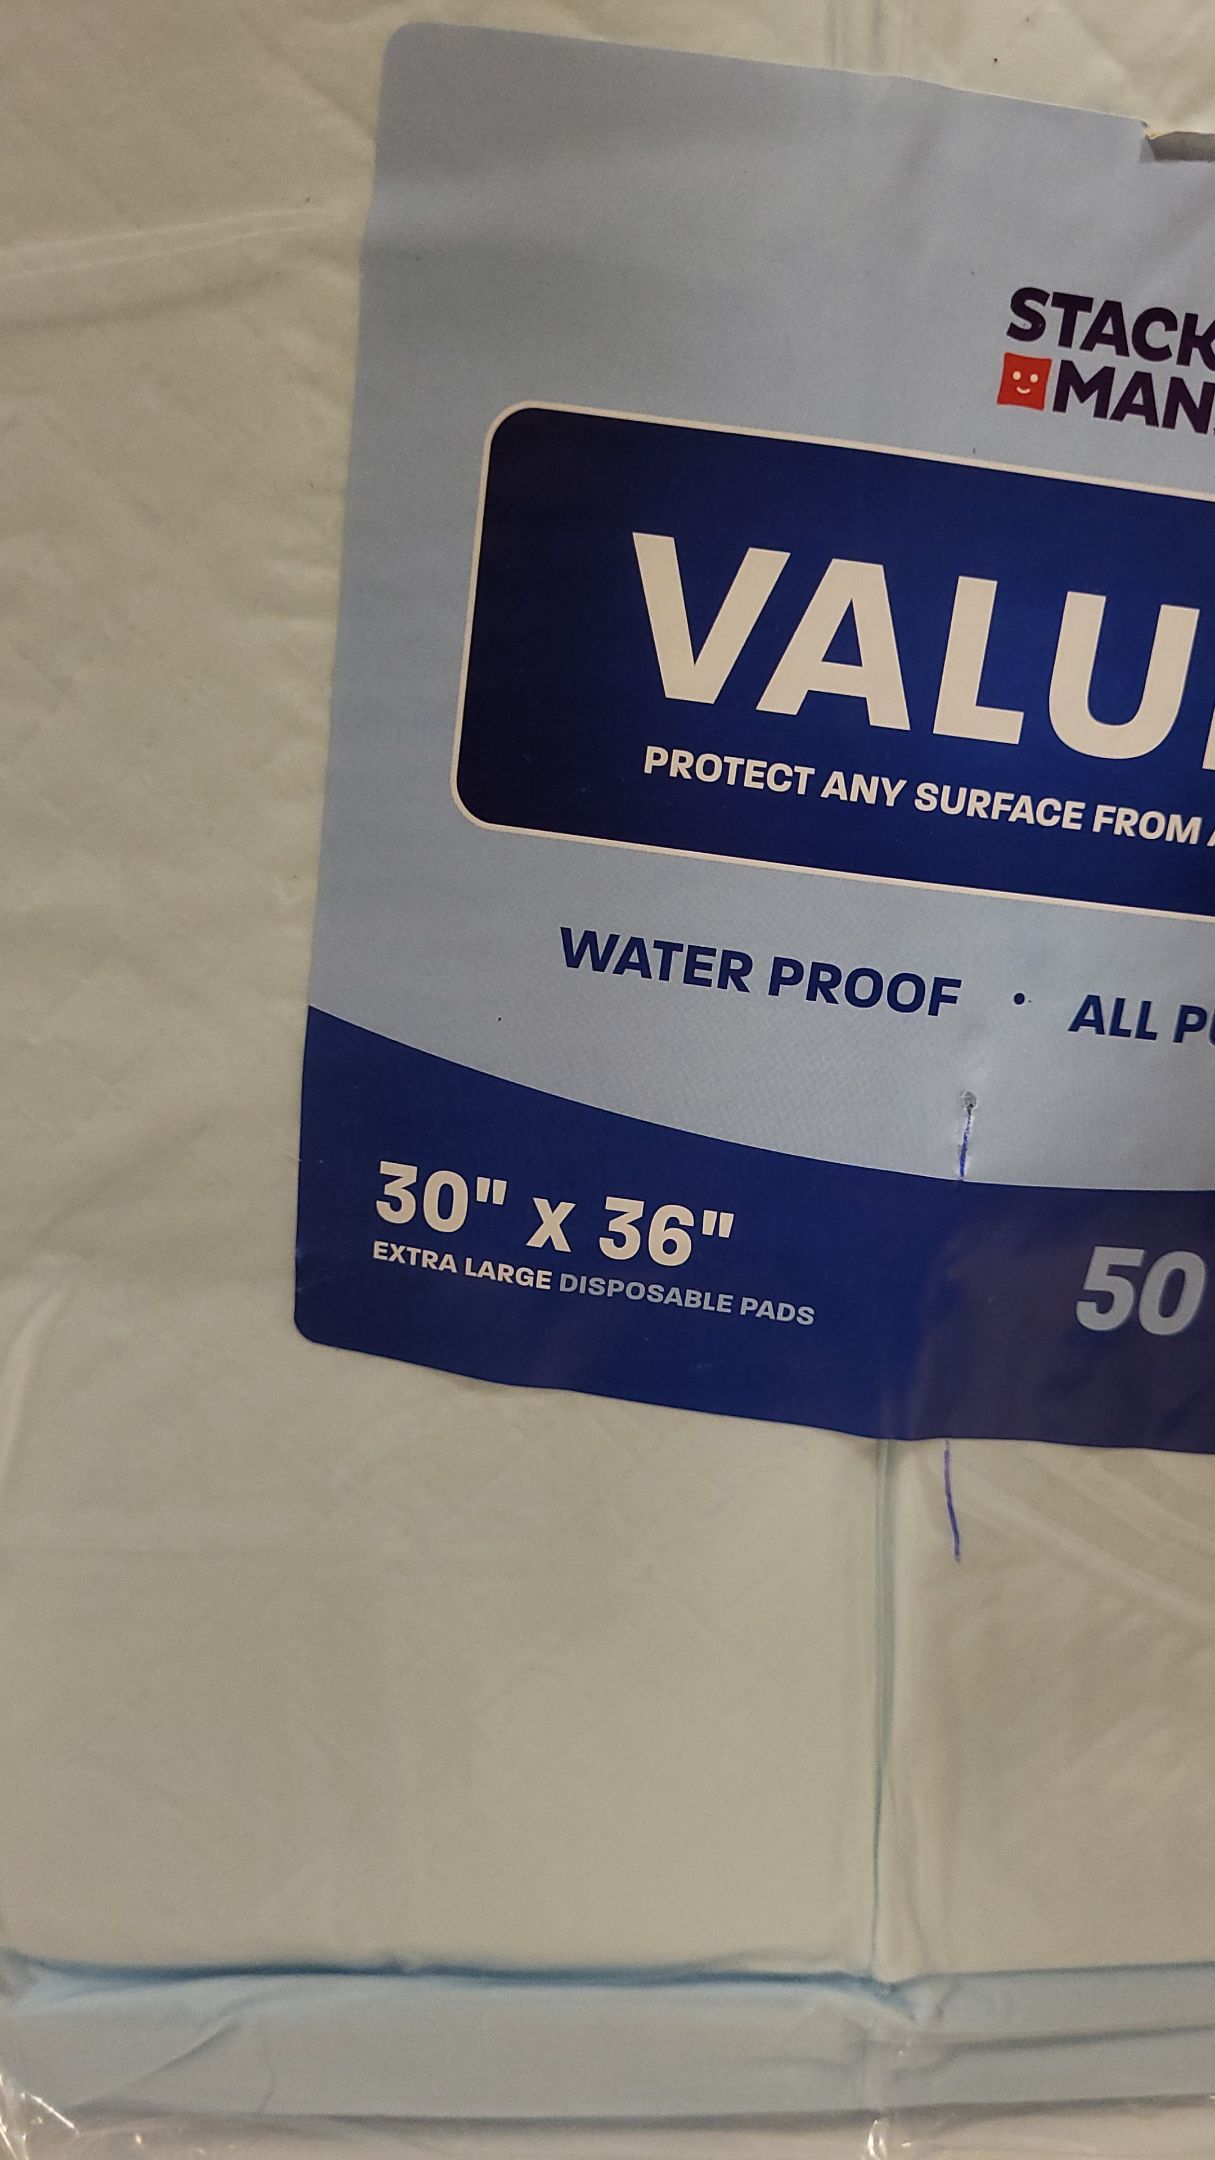 STACK
MAN
VALU
PROTECT ANY SURFACE FROM
WATER PROOF • ALL
30" x 36"
EXTRA LARGE DISPOSABLE PADS
50